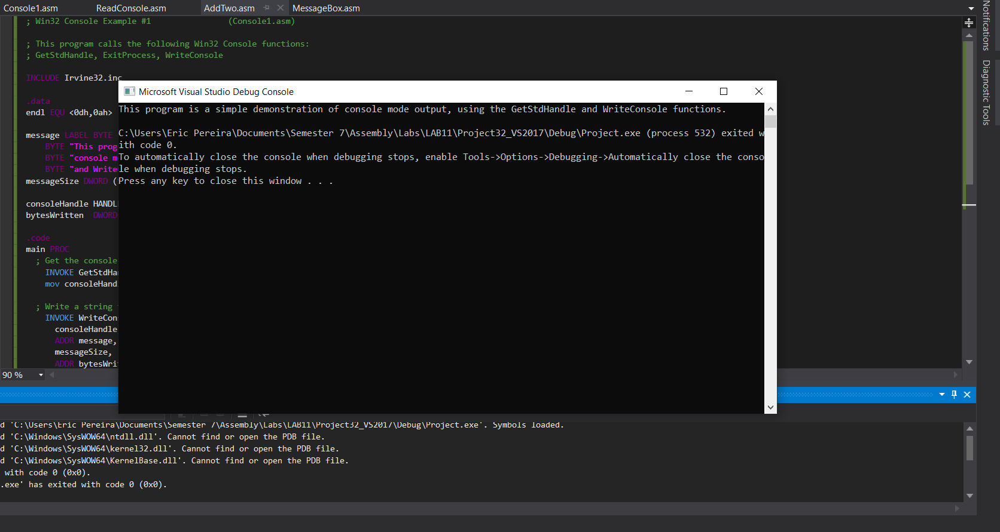 Console1.asm ReadConsole.asm AddTwo.asm MessageBox.asm
; Win32 Console Example #1 (Console1.asm)
; This program calls the following Win32 Console functions:
; GetStdHandle, ExitProcess, WriteConsole
INCLUDE Irvine32.inc
.data
endl EQU <0dh,0ah>
message LABEL BYTE
BYTE "This prog
BYTE "console m
BYTE "and Write
messageSize DWORD (
consoleHandle HANDL
bytesWritten DWORD
.code
main PROC
; Get the console
INVOKE GetStdHa
mov consoleHand
; Write a string
INVOKE WriteCon
consoleHandle
ADDR message,
messageSize,
ADDR bytesWri
90 %
Microsoft Visual Studio Debug Console
This program is a simple demonstration of console mode output, using the GetStdHandle and WriteConsole functions.
C:\Users\Eric Pereira\Documents\Semester 7\Assembly\Labs\LAB11\Project32_VS2017\Debug\Project.exe (process 532) exited w
ith code 0.
To automatically close the console when debugging stops, enable Tools->Options->Debugging->Automatically close the conso
le when debugging stops.
Press any key to close this window . . .
d 'C:\Users\Eric Pereira\Documents\Semester 7\Assembly\Labs\LAB11\Project32_VS2017\Debug\Project.exe'. Symbols loaded.
d 'C:\Windows\SysWOW64\ntdll.dll'. Cannot find or open the PDB file.
d 'C:\Windows\SysWOW64\kernel32.dll'. Cannot find or open the PDB file.
d 'C:\Windows\SysWOW64\KernelBase.dll'. Cannot find or open the PDB file.
with code 0 (0x0).
.exe' has exited with code 0 (0x0).
Notifications
Diagnostic Tools